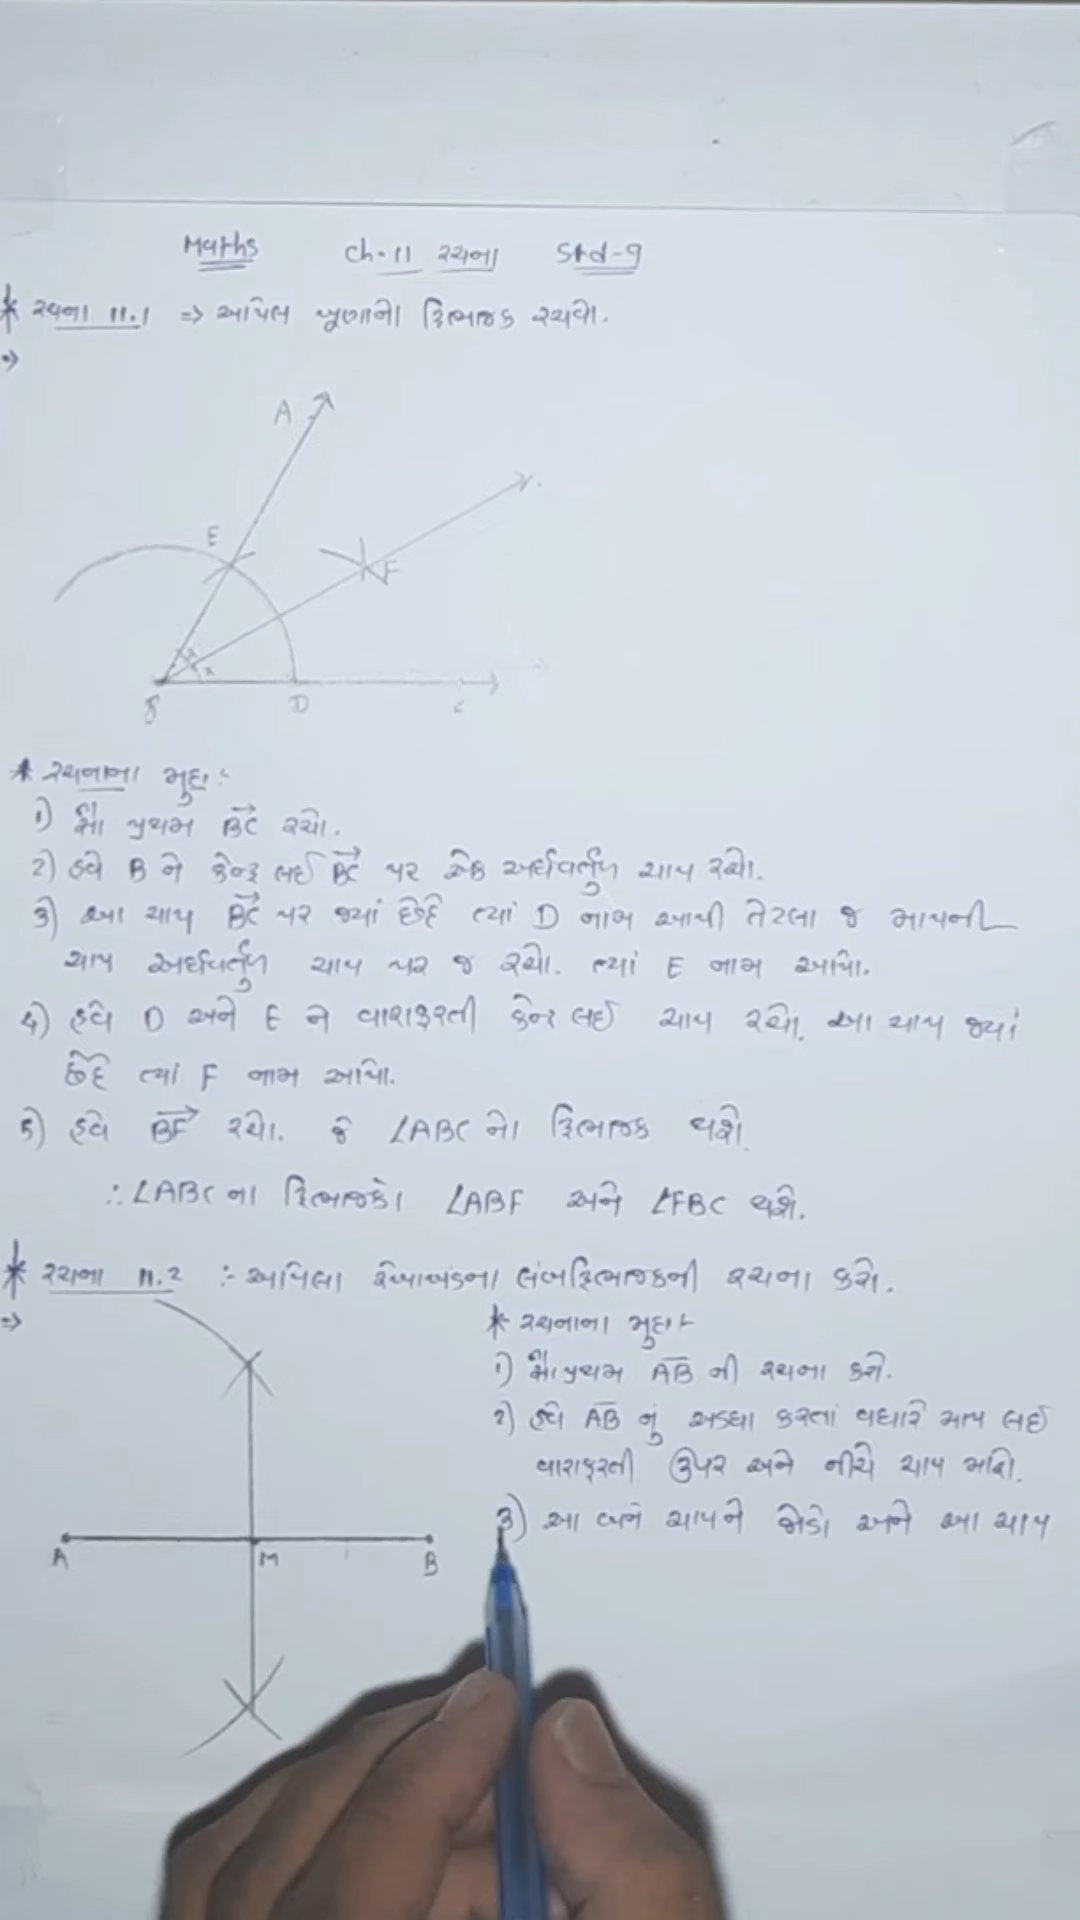 Maths ch-11 રચના Std-9
* રચના 11.1 ⇒ આપેલ ખૂણાનો દ્વિભાજક રચવો.
⇒
A
E
F
B D C
* રચનાના મુદ્દા :-
1) સૌ પ્રથમ BC રચો.
2) હવે B ને કેન્દ્ર લઈ BC પર એક અર્ધવર્તુળ ચાપ રચો.
3) આ ચાપ BC પર જ્યાં છેદે ત્યાં D નામ આપી તેટલા જ માપની
ચાપ અર્ધવર્તુળ ચાપ પર જ રચો. ત્યાં E નામ આપો.
4) હવે D અને E ને વારાફરતી કેન્દ્ર લઈ ચાપ રચો. આ ચાપ જ્યાં
છેદે ત્યાં F નામ આપો.
5) હવે BF રચો. જે ∠ABC નો દ્વિભાજક થશે.
∴ ∠ABC ના દ્વિભાજકો ∠ABF અને ∠FBC થશે.
* રચના 11.2 :- આપેલા રેખાખંડના લંબદ્વિભાજકની રચના કરો.
⇒
A M B
* રચનાના મુદ્દા :-
1) સૌ પ્રથમ AB ની રચના કરો.
2) હવે AB નું અડધા કરતાં વધારે માપ લઈ
વારાફરતી ઉપર અને નીચે ચાપ મારો.
3) આ બંને ચાપને જોડો અને આ ચાપ